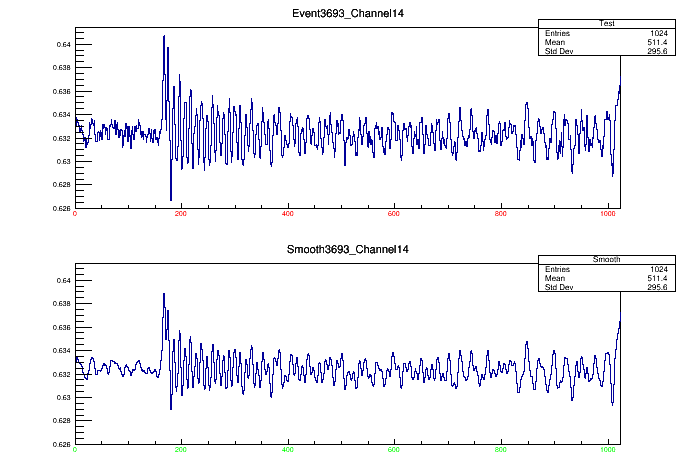 Event3693_Channel14
Test
Entries 1024
Mean 511.4
Std Dev 295.6
0.64
0.638
0.636
0.634
0.632
0.63
0.628
0.626
0 200 400 600 800 1000
Smooth3693_Channel14
Smooth
Entries 1024
Mean 511.4
Std Dev 295.6
0.64
0.638
0.636
0.634
0.632
0.63
0.628
0.626
0 200 400 600 800 1000